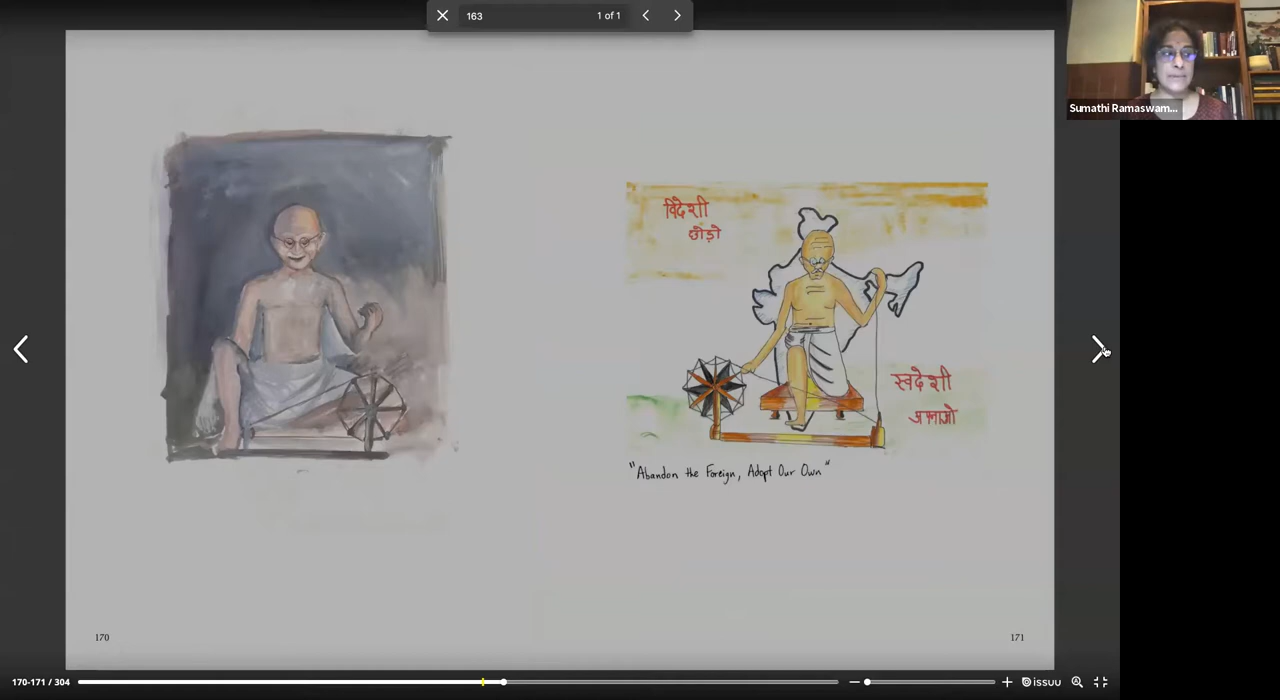 163
1 of 1
Sumathi Ramaswam...
विदेशी
छोड़ो
स्वदेशी
अपनाओ
"Abandon the Foreign, Adopt Our Own"
170
171
170-171 / 304
issuu